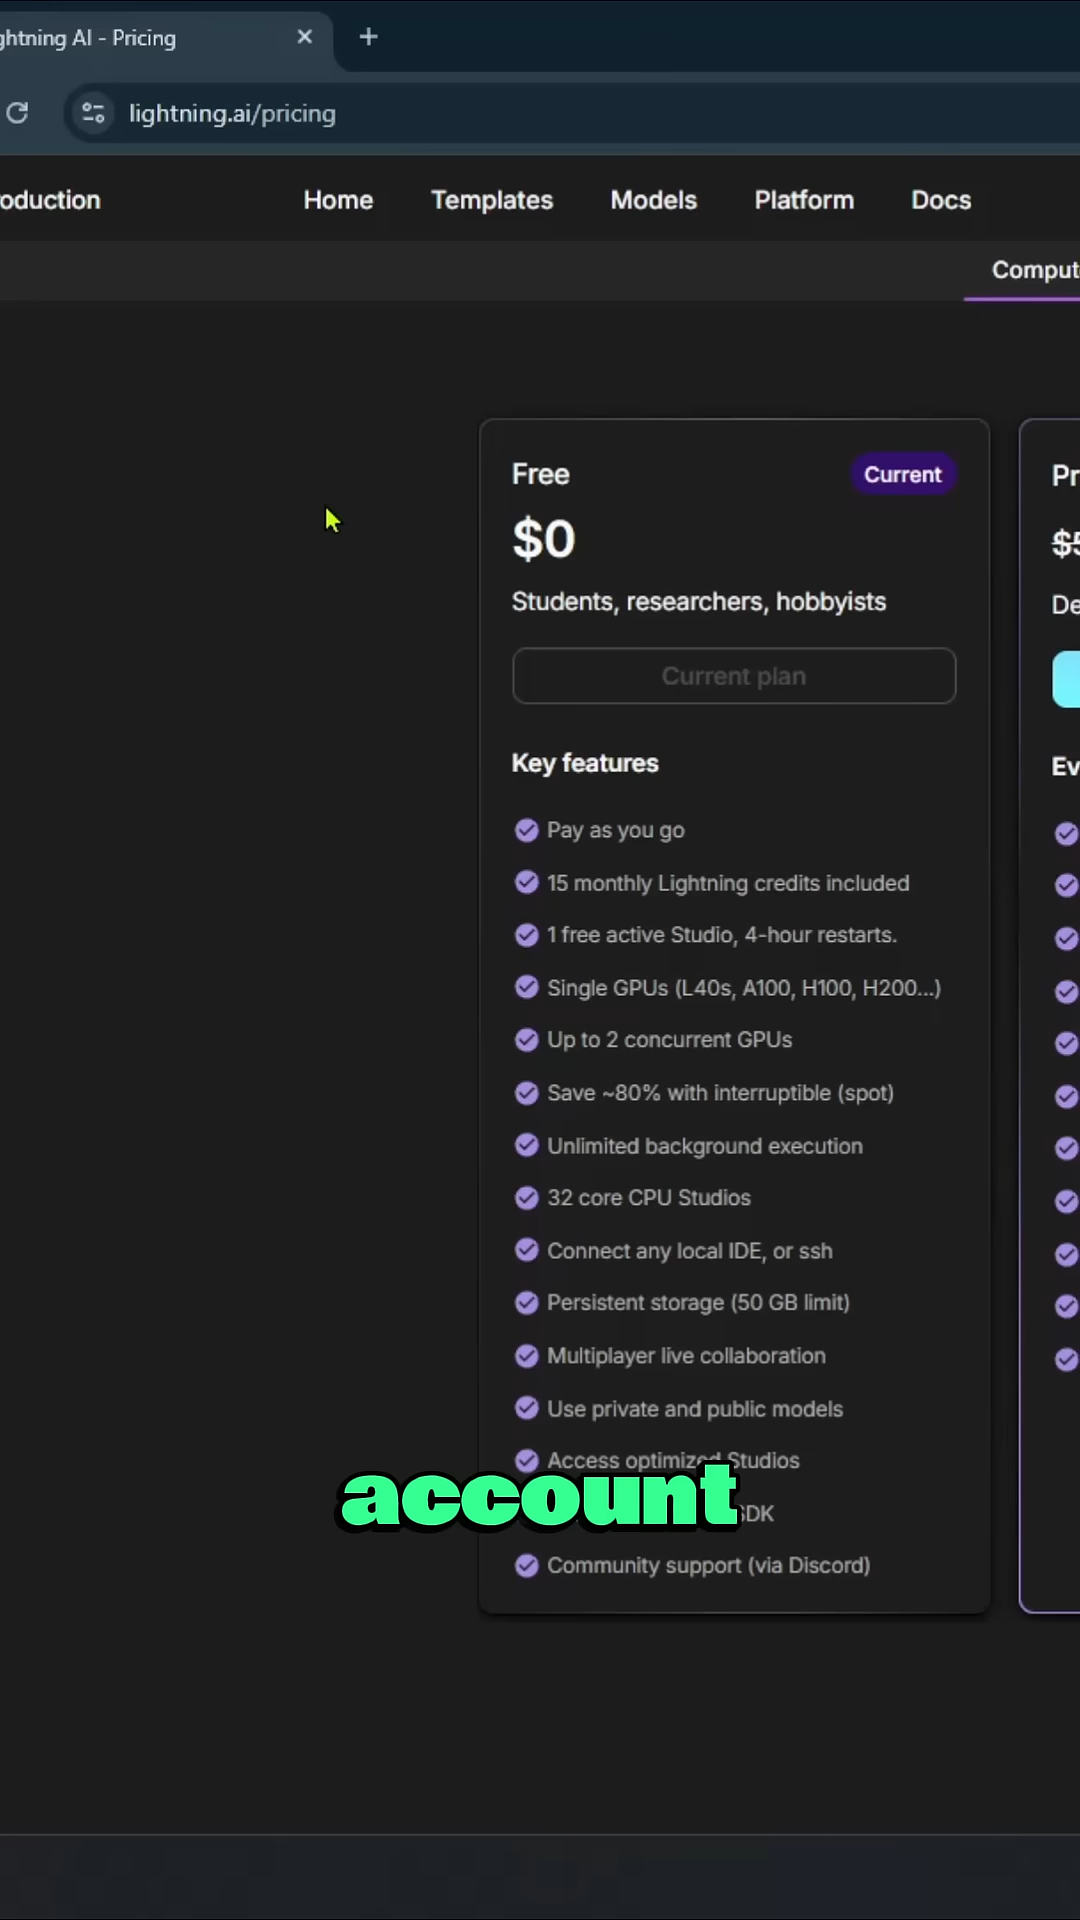 ghtning AI - Pricing
lightning.ai/pricing
oduction
Home
Templates
Models
Platform
Docs
Comput
Free
Current
$0
Students, researchers, hobbyists
Current plan
Key features
Pay as you go
15 monthly Lightning credits included
1 free active Studio, 4-hour restarts.
Single GPUs (L40s, A100, H100, H200...)
Up to 2 concurrent GPUs
Save ~80% with interruptible (spot)
Unlimited background execution
32 core CPU Studios
Connect any local IDE, or ssh
Persistent storage (50 GB limit)
Multiplayer live collaboration
Use private and public models
Access optimized Studios
SDK
Community support (via Discord)
account
Pr
$5
De
Ev